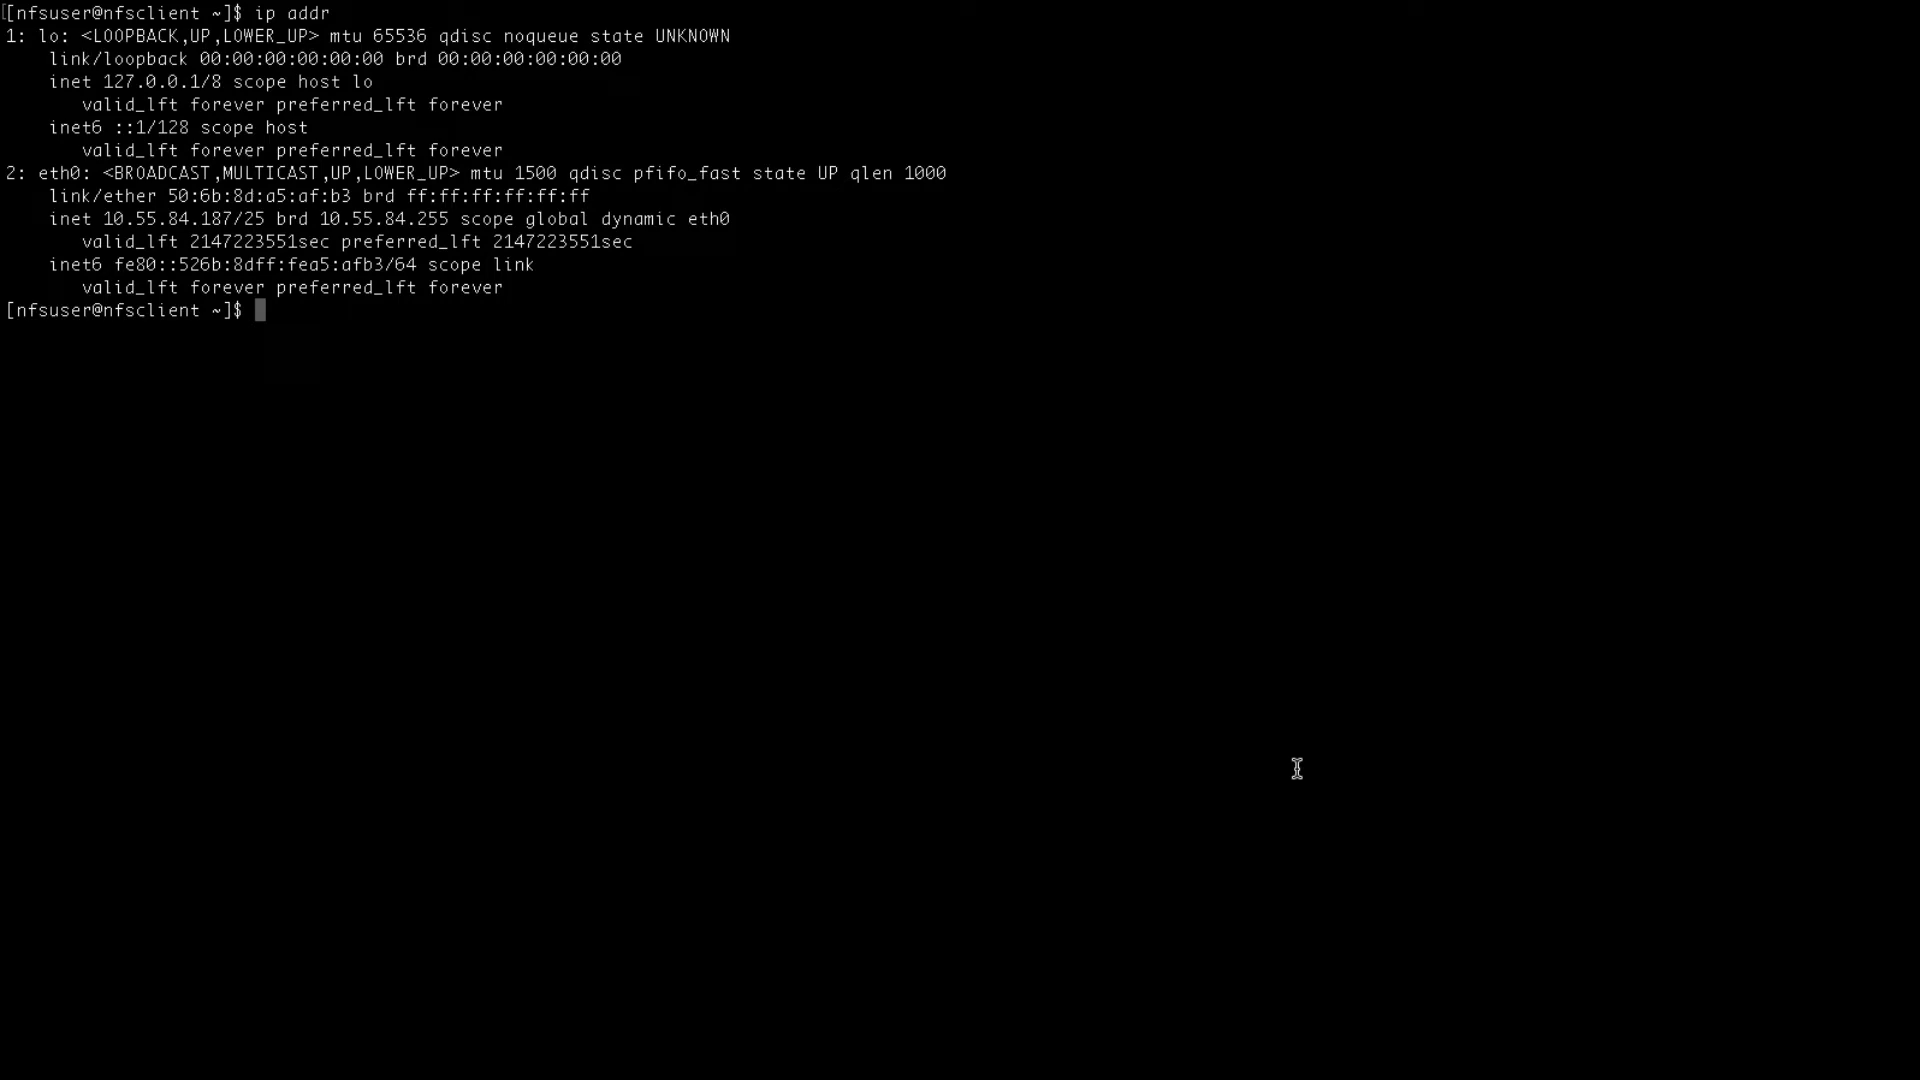 [nfsuser@nfsclient ~]$ ip addr
1: lo: <LOOPBACK,UP,LOWER_UP> mtu 65536 qdisc noqueue state UNKNOWN
    link/loopback 00:00:00:00:00:00 brd 00:00:00:00:00:00
    inet 127.0.0.1/8 scope host lo
       valid_lft forever preferred_lft forever
    inet6 ::1/128 scope host
       valid_lft forever preferred_lft forever
2: eth0: <BROADCAST,MULTICAST,UP,LOWER_UP> mtu 1500 qdisc pfifo_fast state UP qlen 1000
    link/ether 50:6b:8d:a5:af:b3 brd ff:ff:ff:ff:ff:ff
    inet 10.55.84.187/25 brd 10.55.84.255 scope global dynamic eth0
       valid_lft 2147223551sec preferred_lft 2147223551sec
    inet6 fe80::526b:8dff:fea5:afb3/64 scope link
       valid_lft forever preferred_lft forever
[nfsuser@nfsclient ~]$